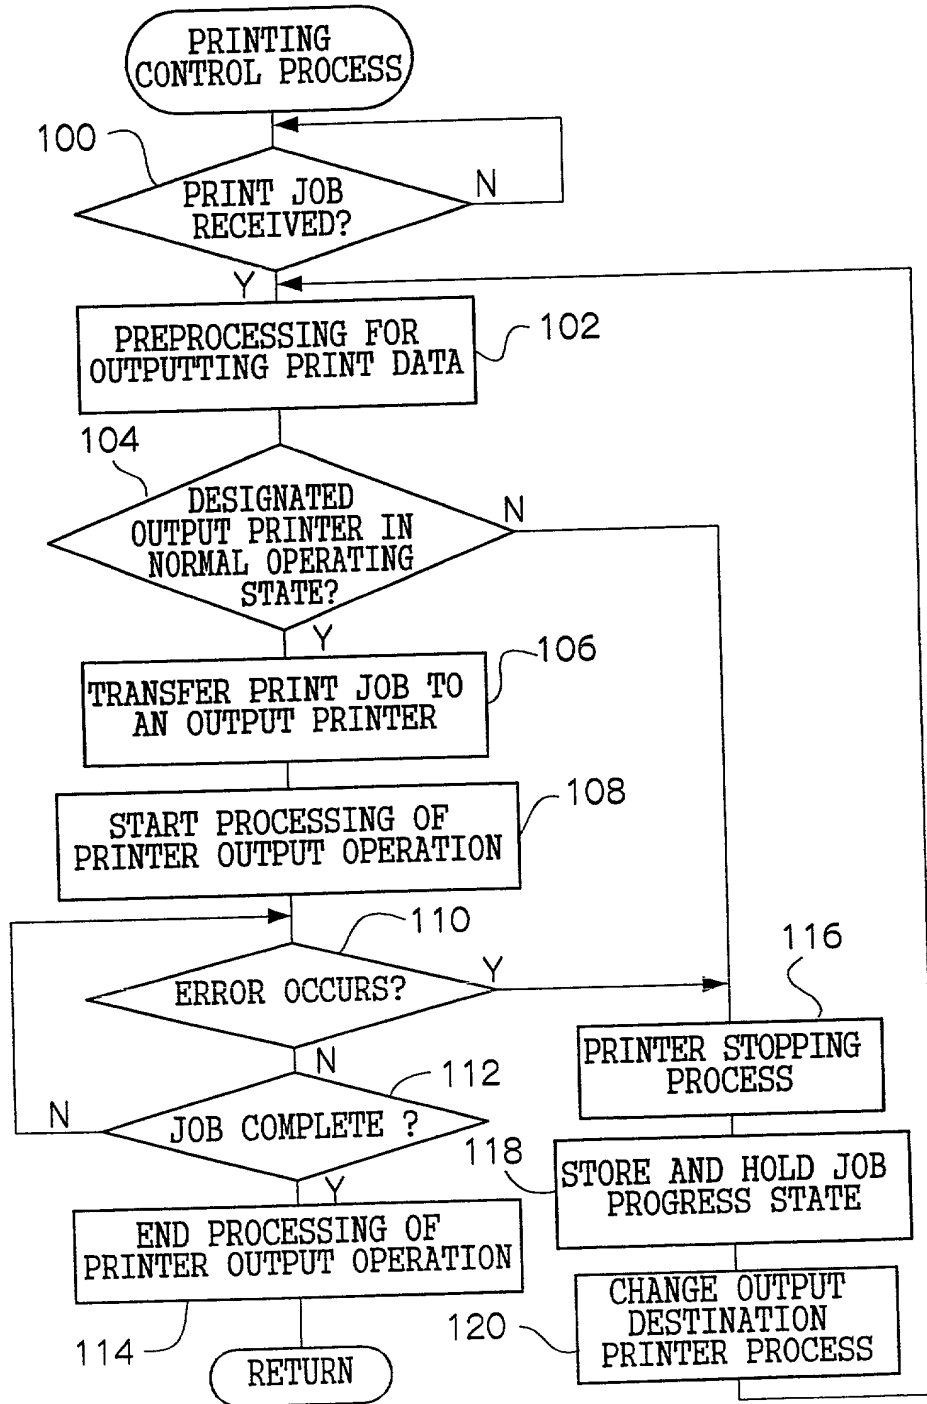 PRINTING
CONTROL PROCESS
100
PRINT JOB
RECEIVED?
N
Y
PREPROCESSING FOR
OUTPUTTING PRINT DATA
102
104
DESIGNATED
OUTPUT PRINTER IN
NORMAL OPERATING
STATE?
N
Y
106
TRANSFER PRINT JOB TO
AN OUTPUT PRINTER
108
START PROCESSING OF
PRINTER OUTPUT OPERATION
110
ERROR OCCURS?
Y
N
112
JOB COMPLETE ?
N
Y
END PROCESSING OF
PRINTER OUTPUT OPERATION
114
RETURN
116
PRINTER STOPPING
PROCESS
118
STORE AND HOLD JOB
PROGRESS STATE
CHANGE OUTPUT
DESTINATION
PRINTER PROCESS
120